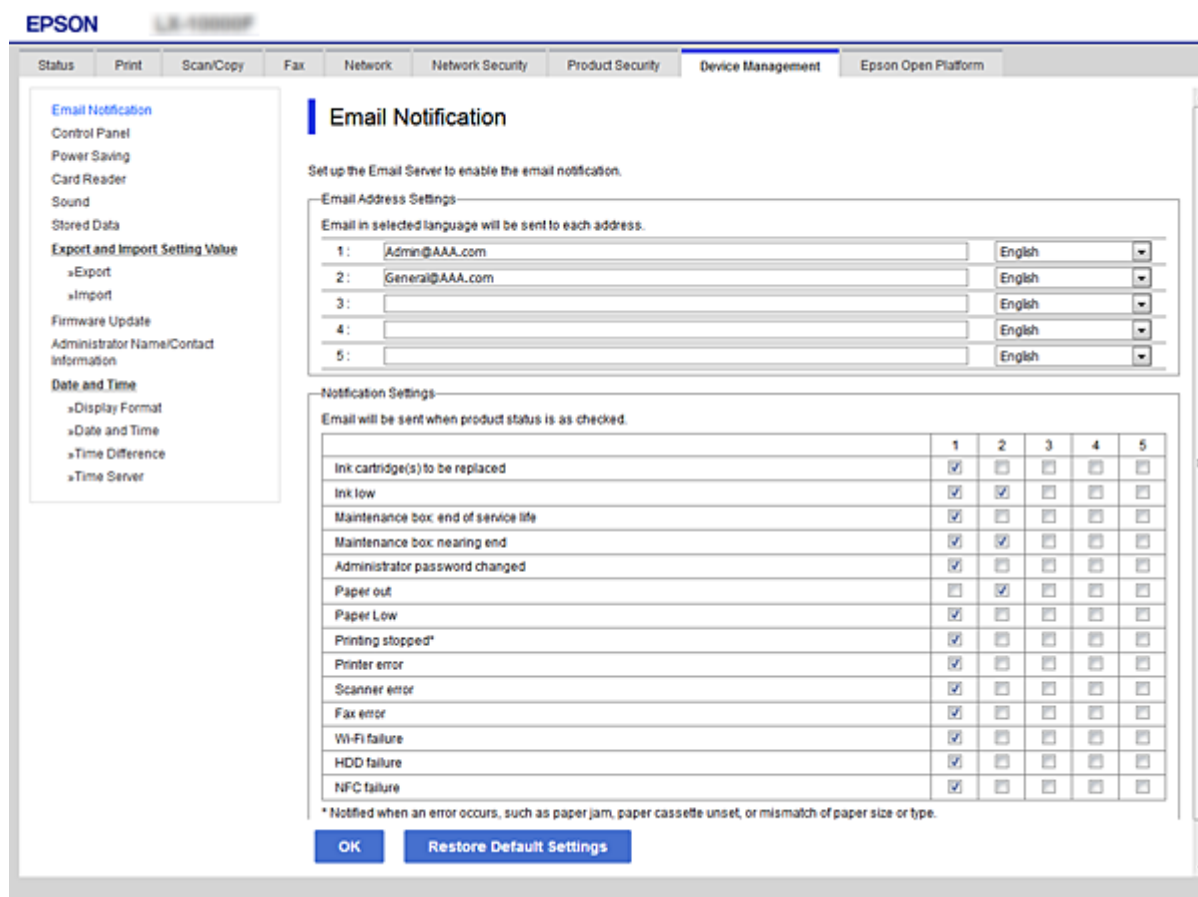 EPSON
Status Print Scan/Copy Fax Network Network Security Product Security Device Management Epson Open Platform
Email Notification
Control Panel
Power Saving
Card Reader
Sound
Stored Data
Export and Import Setting Value
»Export
»Import
Firmware Update
Administrator Name/Contact
Information
Date and Time
»Display Format
»Date and Time
»Time Difference
»Time Server
Email Notification
Set up the Email Server to enable the email notification.
Email Address Settings
Email in selected language will be sent to each address.
1 : Admin@AAA.com English
2 : General@AAA.com English
3 : English
4 : English
5 : English
Notification Settings
Email will be sent when product status is as checked.
1 2 3 4 5
Ink cartridge(s) to be replaced
Ink low
Maintenance box: end of service life
Maintenance box: nearing end
Administrator password changed
Paper out
Paper Low
Printing stopped*
Printer error
Scanner error
Fax error
Wi-Fi failure
HDD failure
NFC failure
* Notified when an error occurs, such as paper jam, paper cassette unset, or mismatch of paper size or type.
OK Restore Default Settings